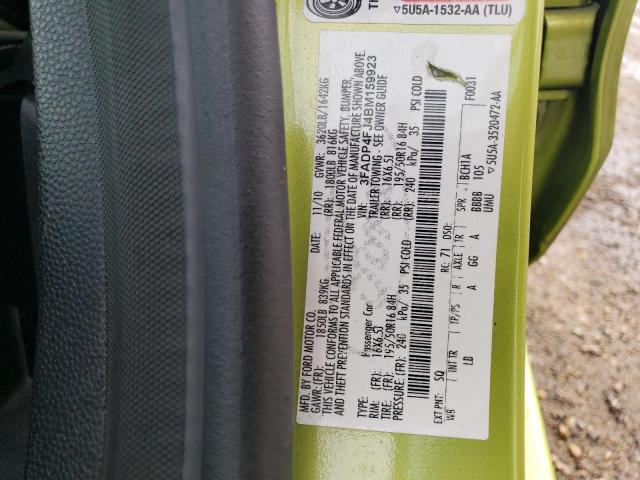 TH
▽5U5A-1532-AA (TLU)
MFD. BY FORD MOTOR CO.
DATE: 11/10
GVWR: 3620LB/1642KG
GAWR:(FR): 1850LB 839KG
(RR): 1800LB 816KG
THIS VEHICLE CONFORMS TO ALL APPLICABLE FEDERAL MOTOR VEHICLE SAFETY, BUMPER,
AND THEFT PREVENTION STANDARDS IN EFFECT ON THE DATE OF MANUFACTURE SHOWN ABOVE.
VIN: 3FADP4FJ4BM159923
TYPE: Passenger Car
TRAILER TOWING - SEE OWNER GUIDE
RIM: (FR): 16X6.5J
(RR): 16X6.5J
TIRE: (FR): 195/50R16 84H
(RR): 195/50R16 84H
PRESSURE: (FR): 240 kPa/ 35 PSI COLD
(RR): 240 kPa/ 35 PSI COLD
EXT PNT: SQ
RC: 71
DSO:
F0031
WB
INT TR
TP/PS
R
AXLE
TR
SPR
BCHTA
LB
A
GG
A
BBBB
105
UMU
▽5U5A-3520472-AA